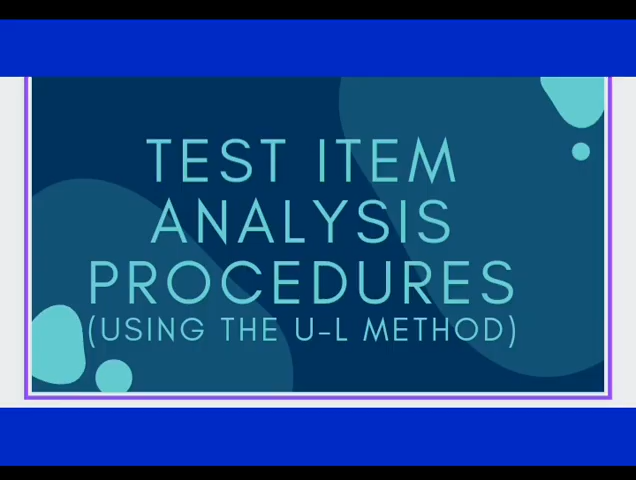 TEST ITEM
ANALYSIS
PROCEDURES
(USING THE U-L METHOD)